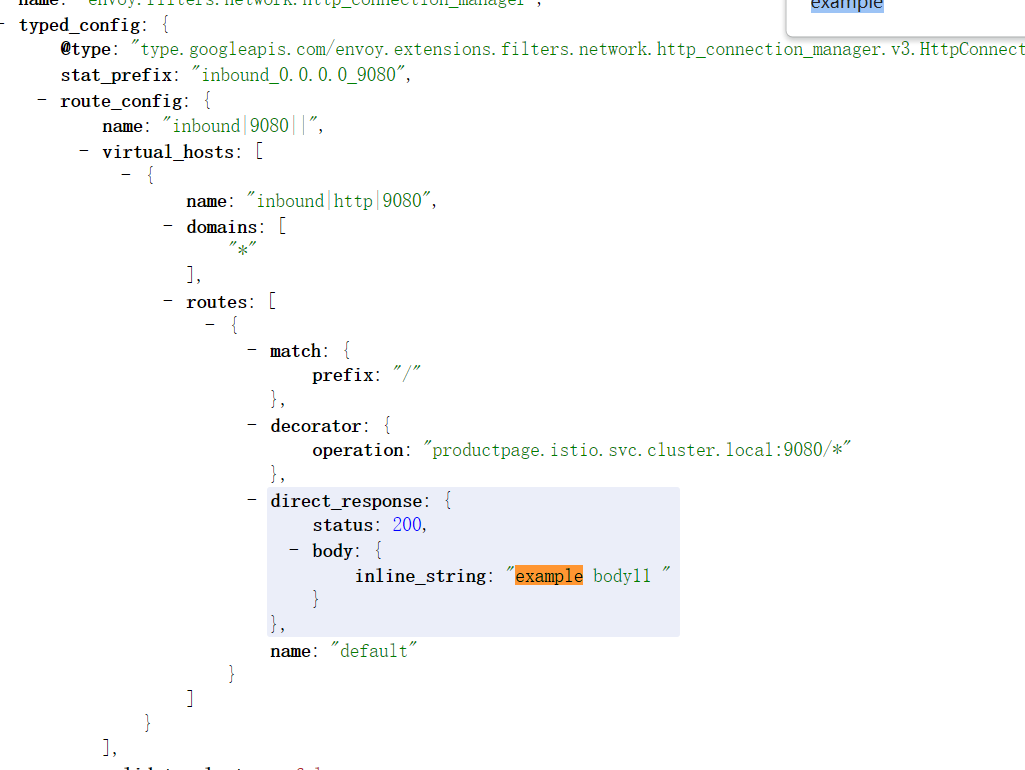 name: "envoy.filters.network.http_connection_manager",
example
- typed_config: {
@type: "type.googleapis.com/envoy.extensions.filters.network.http_connection_manager.v3.HttpConnect
stat_prefix: "inbound_0.0.0.0_9080",
- route_config: {
name: "inbound|9080||",
- virtual_hosts: [
- {
name: "inbound|http|9080",
- domains: [
"*"
],
- routes: [
- {
- match: {
prefix: "/"
},
- decorator: {
operation: "productpage.istio.svc.cluster.local:9080/*"
},
- direct_response: {
status: 200,
- body: {
inline_string: "example body11 "
}
},
name: "default"
}
]
}
],